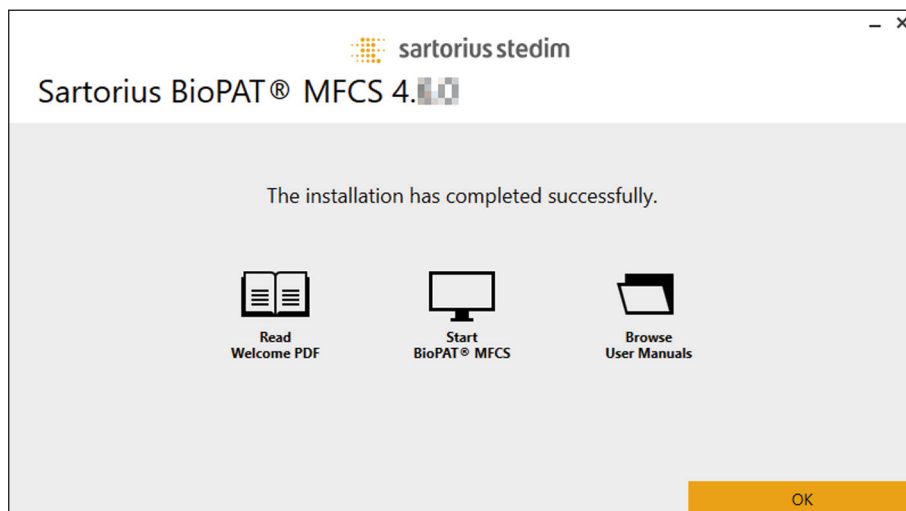 sartorius stedim
Sartorius BioPAT® MFCS 4.
The installation has completed successfully.
Read
Welcome PDF
Start
BioPAT® MFCS
Browse
User Manuals
OK